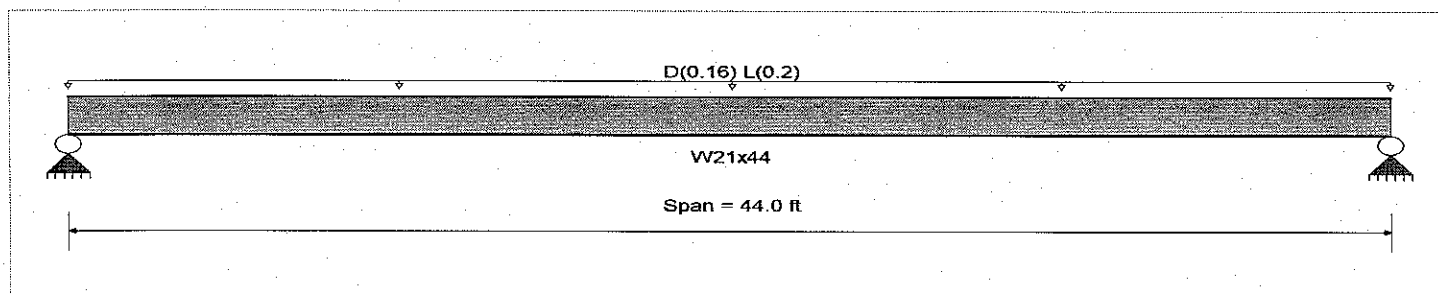 D(0.16) L(0.2)
W21x44
Span = 44.0 ft